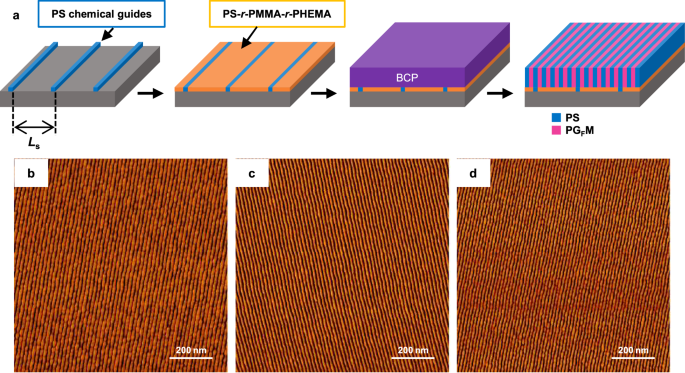 a
PS chemical guides
PS-r-PMMA-r-PHEMA
BCP
Ls
PS
PGFM
b
c
d
200 nm
200 nm
200 nm